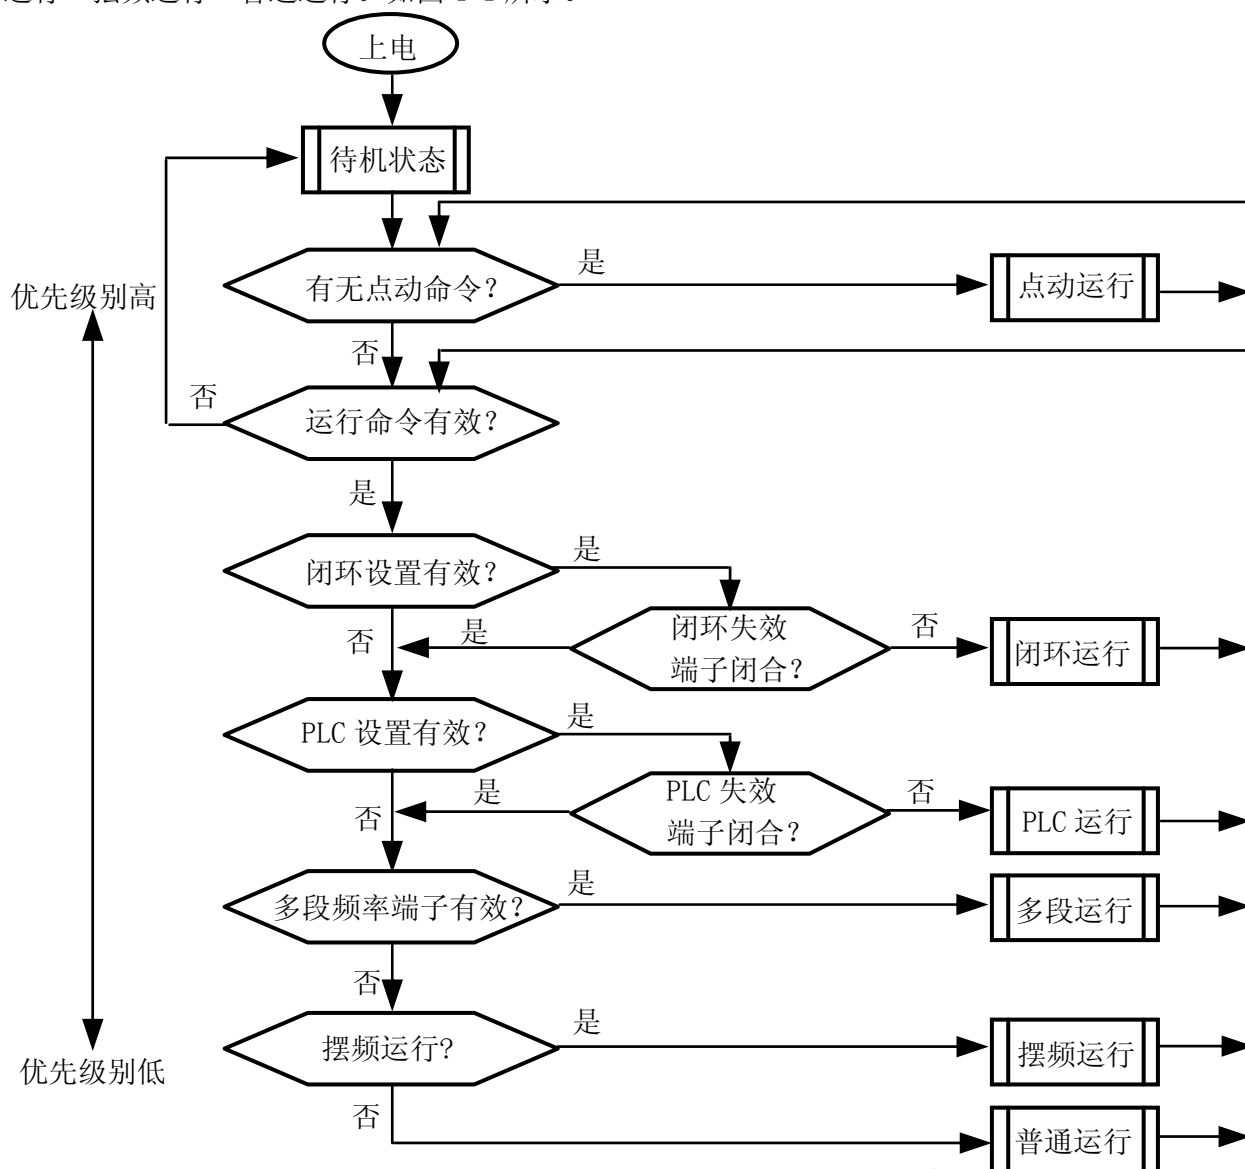 上电
待机状态
有无点动命令？
是
点动运行
优先级别高
否
否
运行命令有效？
是
闭环设置有效？
是
否
是
闭环失效
端子闭合？
否
闭环运行
PLC 设置有效？
是
否
是
PLC 失效
端子闭合？
否
PLC 运行
多段频率端子有效？
是
多段运行
否
摆频运行？
是
摆频运行
优先级别低
否
普通运行